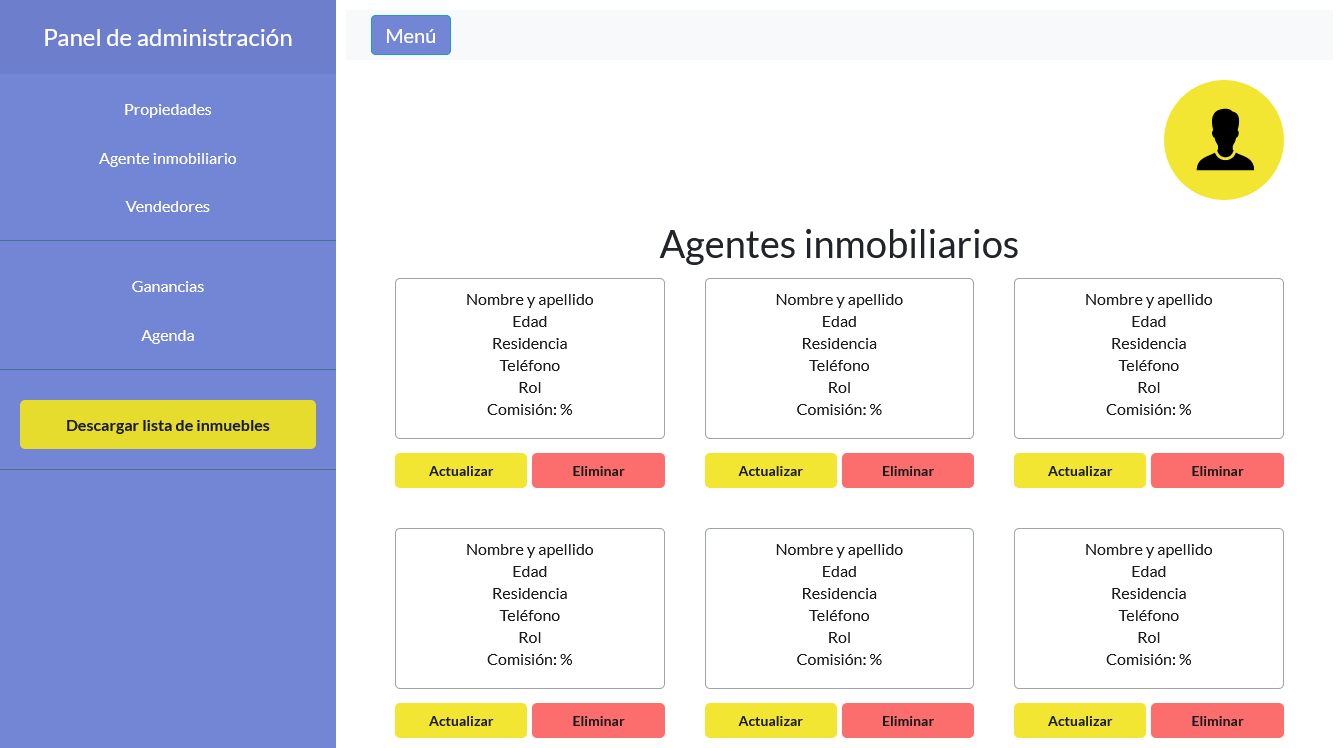 Panel de administración
Propiedades
Agente inmobiliario
Vendedores
Ganancias
Agenda
Descargar lista de inmuebles
Menú
Agentes inmobiliarios
Nombre y apellido
Edad
Residencia
Teléfono
Rol
Comisión: %
Actualizar
Eliminar
Nombre y apellido
Edad
Residencia
Teléfono
Rol
Comisión: %
Actualizar
Eliminar
Nombre y apellido
Edad
Residencia
Teléfono
Rol
Comisión: %
Actualizar
Eliminar
Nombre y apellido
Edad
Residencia
Teléfono
Rol
Comisión: %
Actualizar
Eliminar
Nombre y apellido
Edad
Residencia
Teléfono
Rol
Comisión: %
Actualizar
Eliminar
Nombre y apellido
Edad
Residencia
Teléfono
Rol
Comisión: %
Actualizar
Eliminar